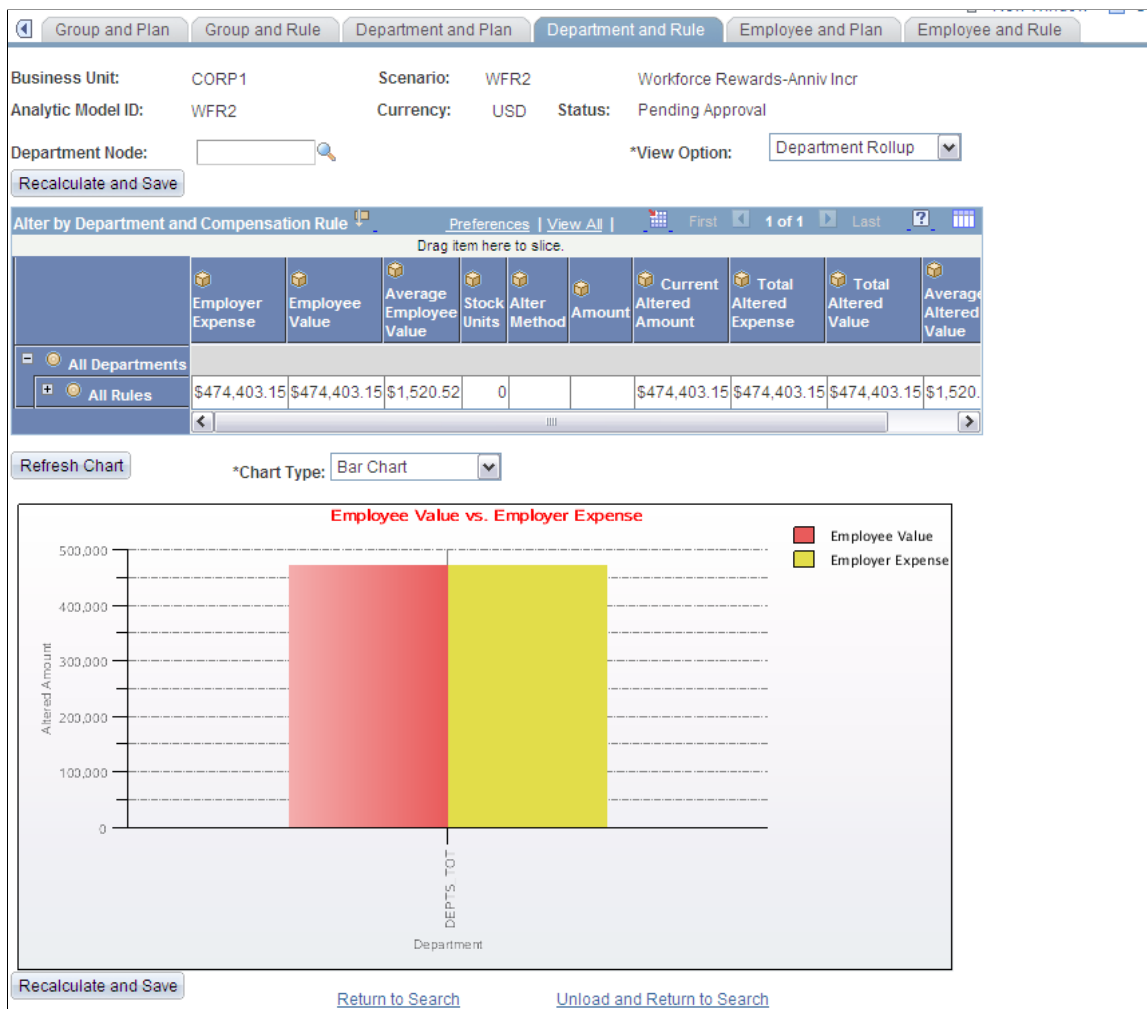 New Window
Group and Plan Group and Rule Department and Plan Department and Rule Employee and Plan Employee and Rule
Business Unit: CORP1 Scenario: WFR2 Workforce Rewards-Anniv Incr
Analytic Model ID: WFR2 Currency: USD Status: Pending Approval
Department Node: *View Option: Department Rollup
Recalculate and Save
Alter by Department and Compensation Rule Preferences | View All | First 1 of 1 Last ?
Drag item here to slice.
Employer Expense Employee Value Average Employee Value Stock Units Alter Method Amount Current Altered Amount Total Altered Expense Total Altered Value Average Altered Value
All Departments
All Rules $474,403.15 $474,403.15 $1,520.52 0 $474,403.15 $474,403.15 $474,403.15 $1,520.
Refresh Chart *Chart Type: Bar Chart
Employee Value vs. Employer Expense
Employee Value
Employer Expense
500,000
400,000
300,000
200,000
100,000
0
Altered Amount
DEPTS_TOT
Department
Recalculate and Save
Return to Search Unload and Return to Search